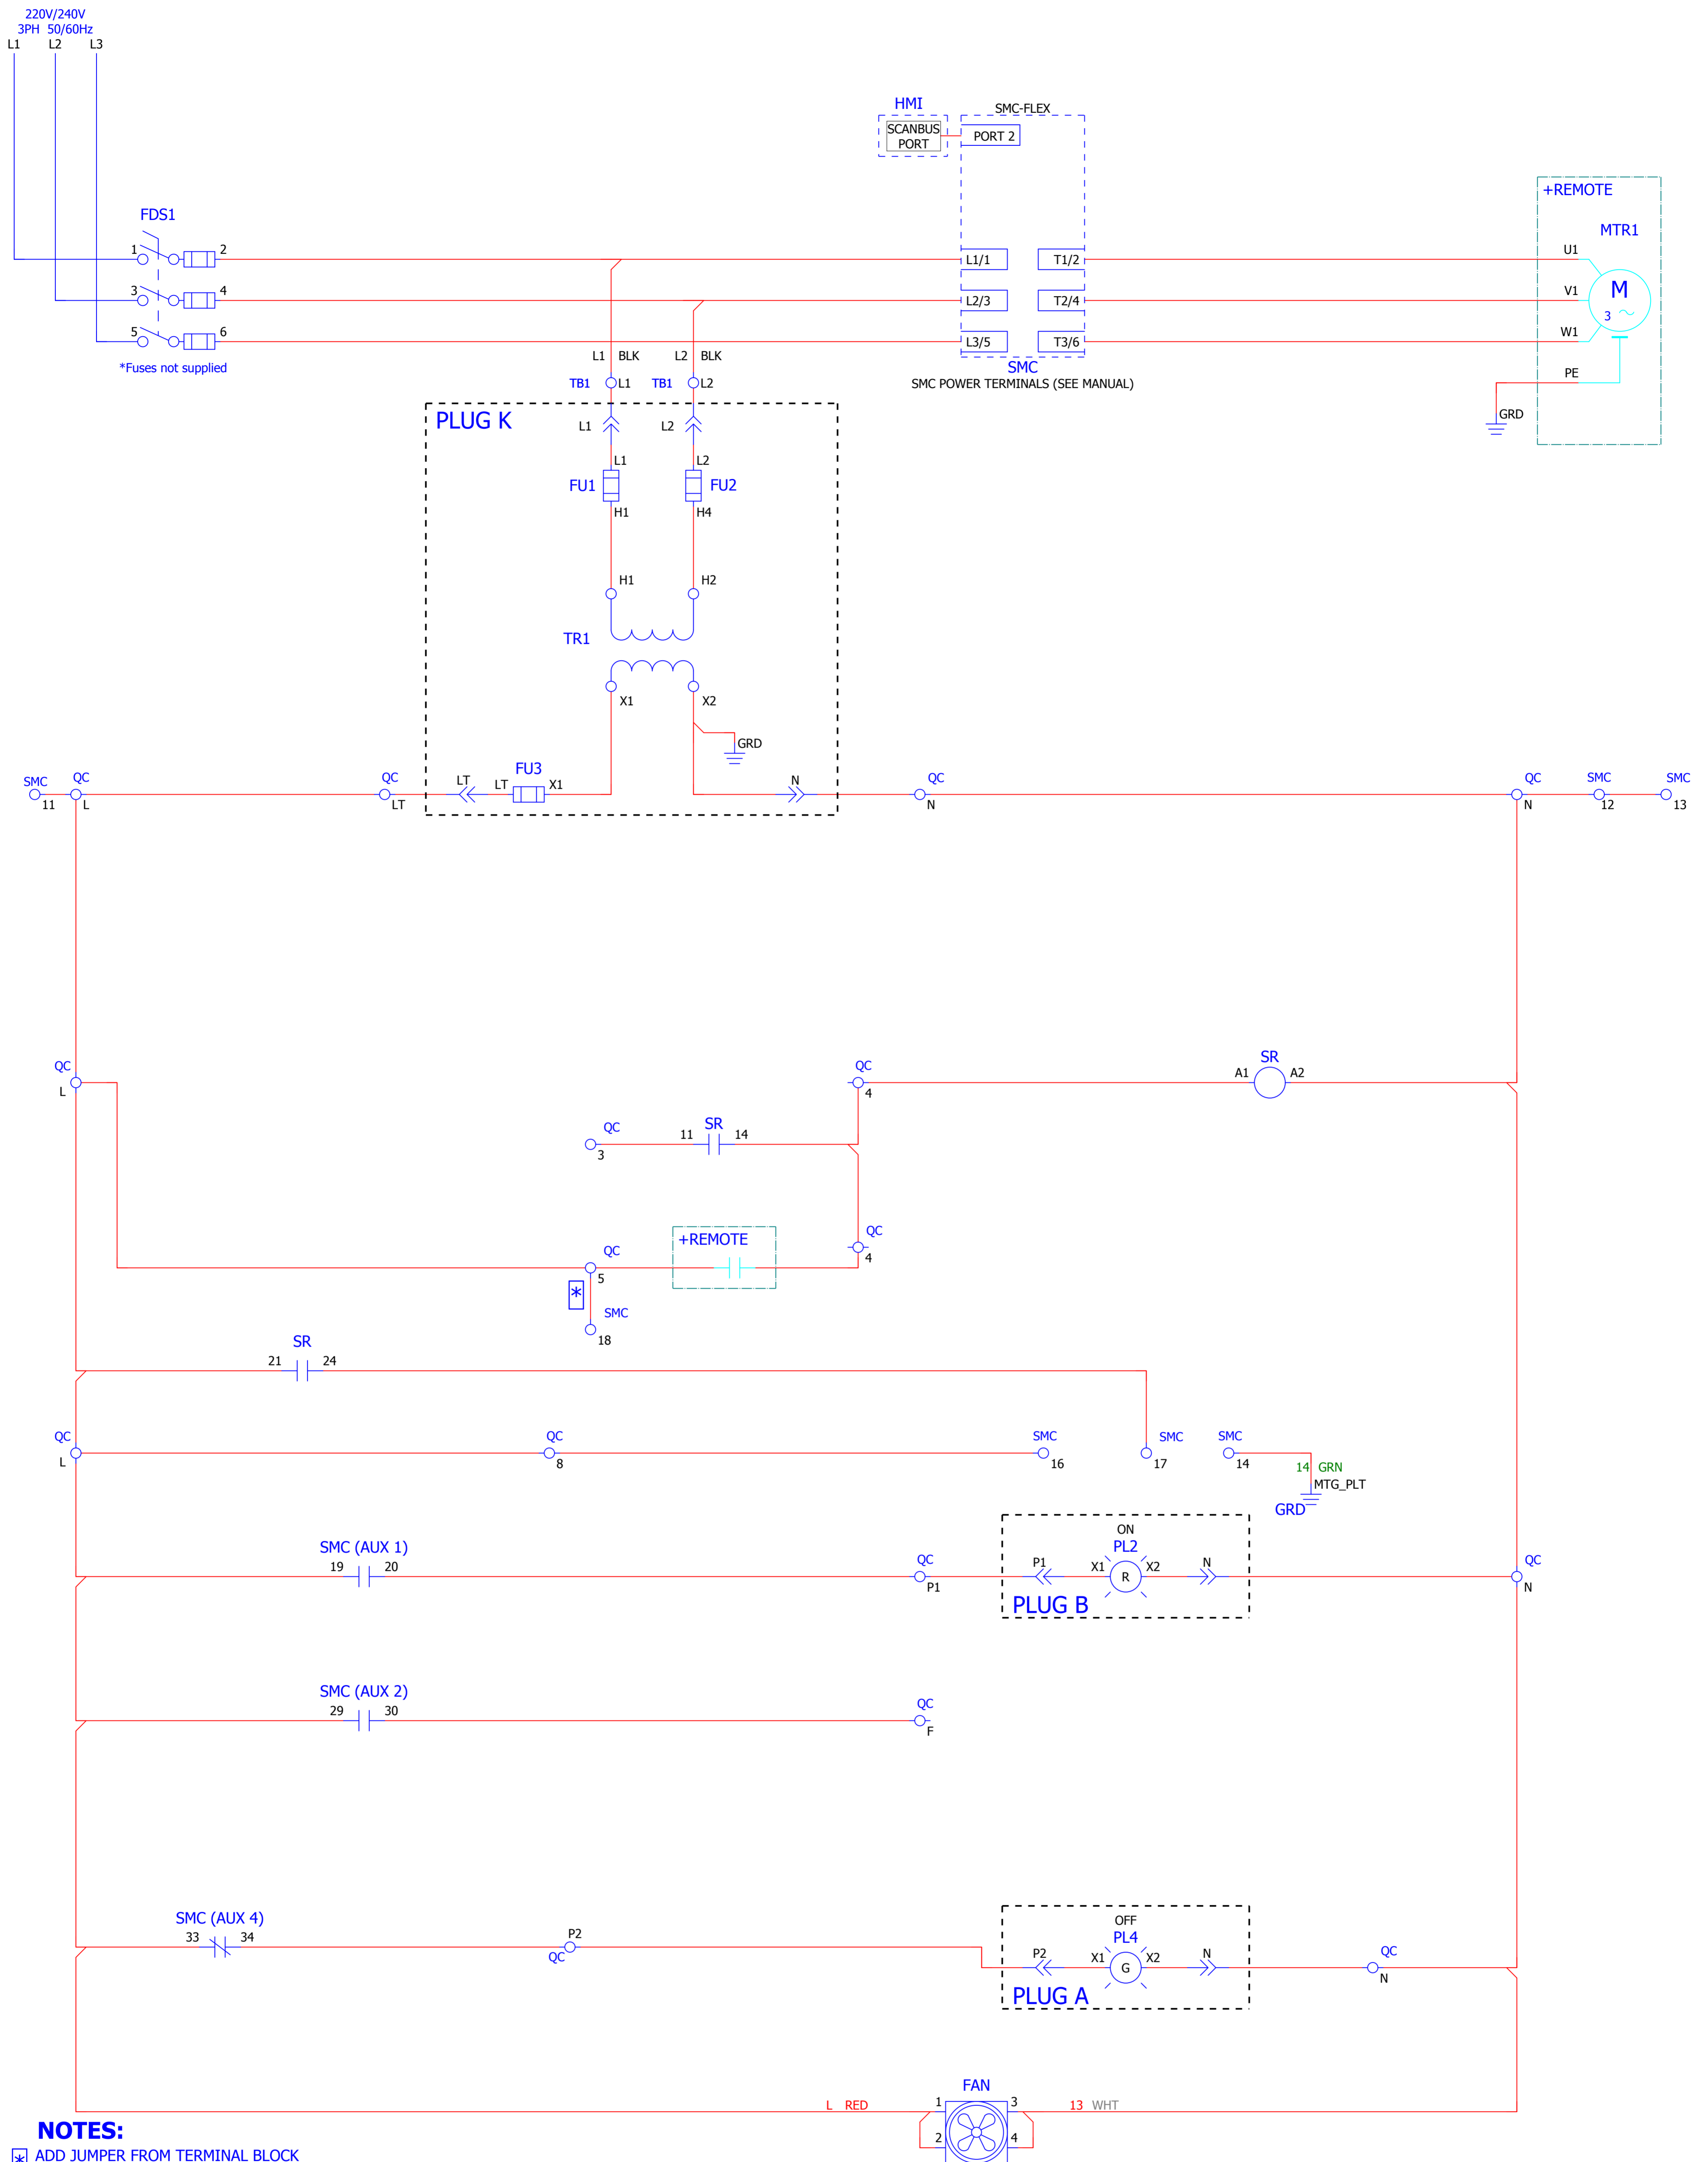 220V/240V
3PH 50/60Hz
L1 L2 L3
HMI
SMC-FLEX
SCANBUS
PORT
PORT 2
+REMOTE
MTR1
FDS1
1 2
L1/1 T1/2
U1
3 4
L2/3 T2/4
V1
M
3
5 6
L3/5 T3/6
W1
*Fuses not supplied
L1 BLK L2 BLK
SMC
SMC POWER TERMINALS (SEE MANUAL)
PE
TB1 L1 TB1 L2
GRD
PLUG K
L1 L2
L1 L2
FU1 FU2
H1 H4
H1 H2
TR1
X1 X2
GRD
SMC QC QC LT LT FU3 X1 N QC QC SMC SMC
11 L LT N N 12 13
QC QC SR
L 4 A1 A2
QC SR
3 11 14
QC
4
+REMOTE
QC
5
*
SMC
18
SR
21 24
QC QC SMC SMC SMC
L 8 16 17 14
14 GRN
MTG_PLT
GRD
ON
SMC (AUX 1) PL2
19 20 QC P1 X1 R X2 N QC
P1 N
PLUG B
SMC (AUX 2)
29 30 QC
F
OFF
SMC (AUX 4) PL4
33 34 P2
QC
P2 X1 G X2 N QC
N
PLUG A
FAN
L RED 1 3 13 WHT
2 4
NOTES:
* ADD JUMPER FROM TERMINAL BLOCK